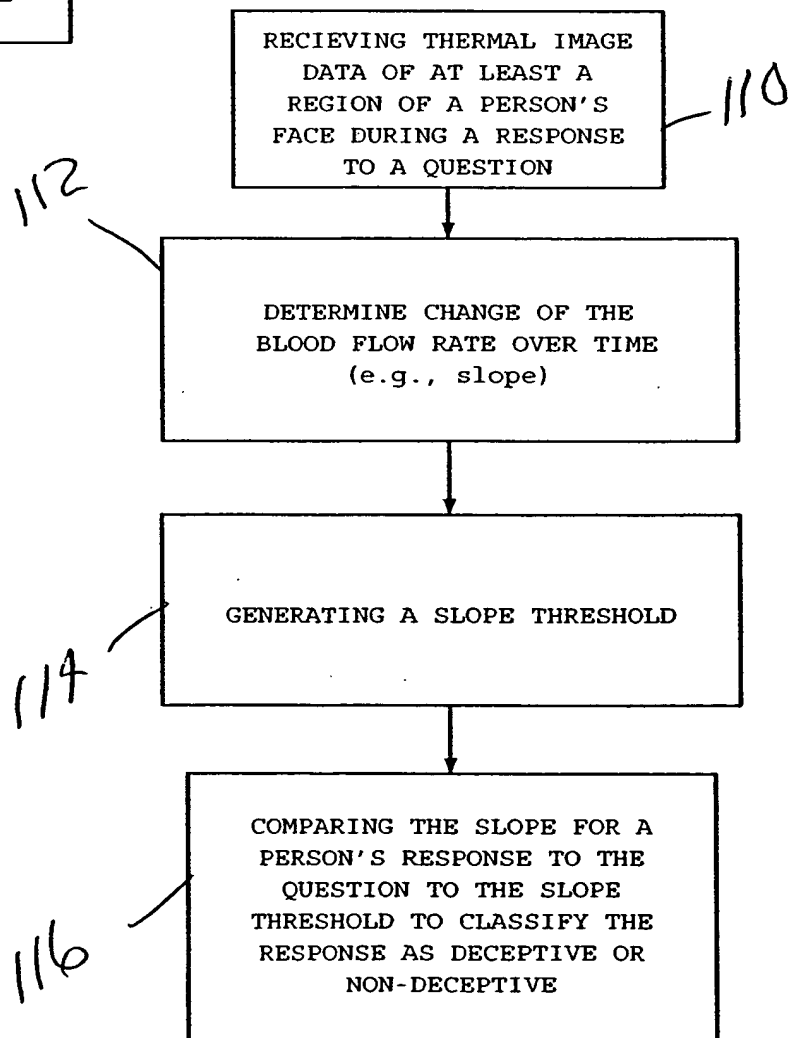 RECIEVING THERMAL IMAGE
DATA OF AT LEAST A
REGION OF A PERSON'S
FACE DURING A RESPONSE
TO A QUESTION
110
112
DETERMINE CHANGE OF THE
BLOOD FLOW RATE OVER TIME
(e.g., slope)
GENERATING A SLOPE THRESHOLD
114
COMPARING THE SLOPE FOR A
PERSON'S RESPONSE TO THE
QUESTION TO THE SLOPE
THRESHOLD TO CLASSIFY THE
RESPONSE AS DECEPTIVE OR
NON-DECEPTIVE
116